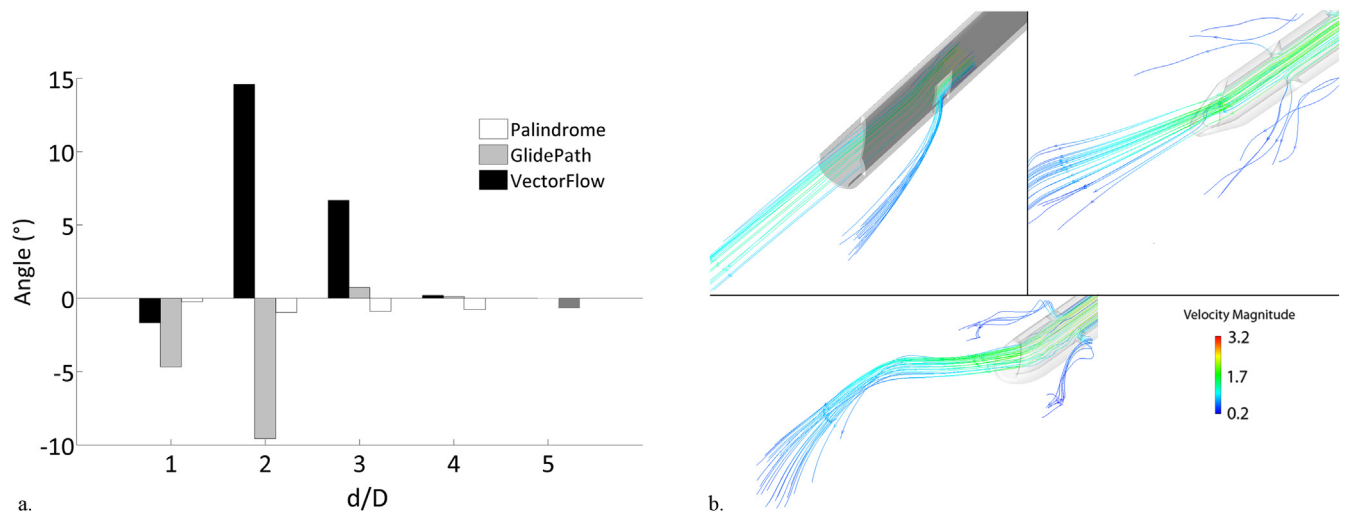 15
10
5
0
-5
-10
Angle (°)
Palindrome
GlidePath
VectorFlow
1 2 3 4 5
d/D
a.
Velocity Magnitude
3.2
1.7
0.2
b.